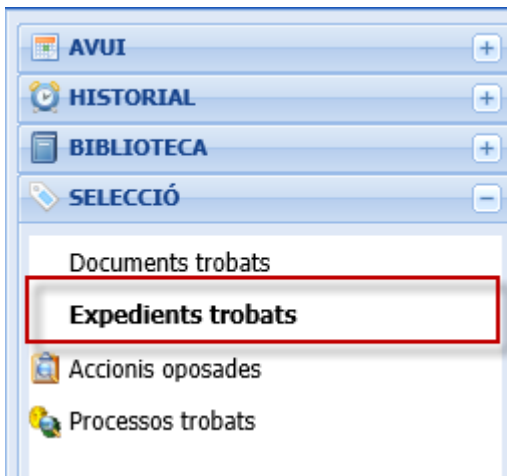 AVUI
HISTORIAL
BIBLIOTECA
SELECCIÓ
Documents trobats
Expedients trobats
Accionis oposades
Processos trobats